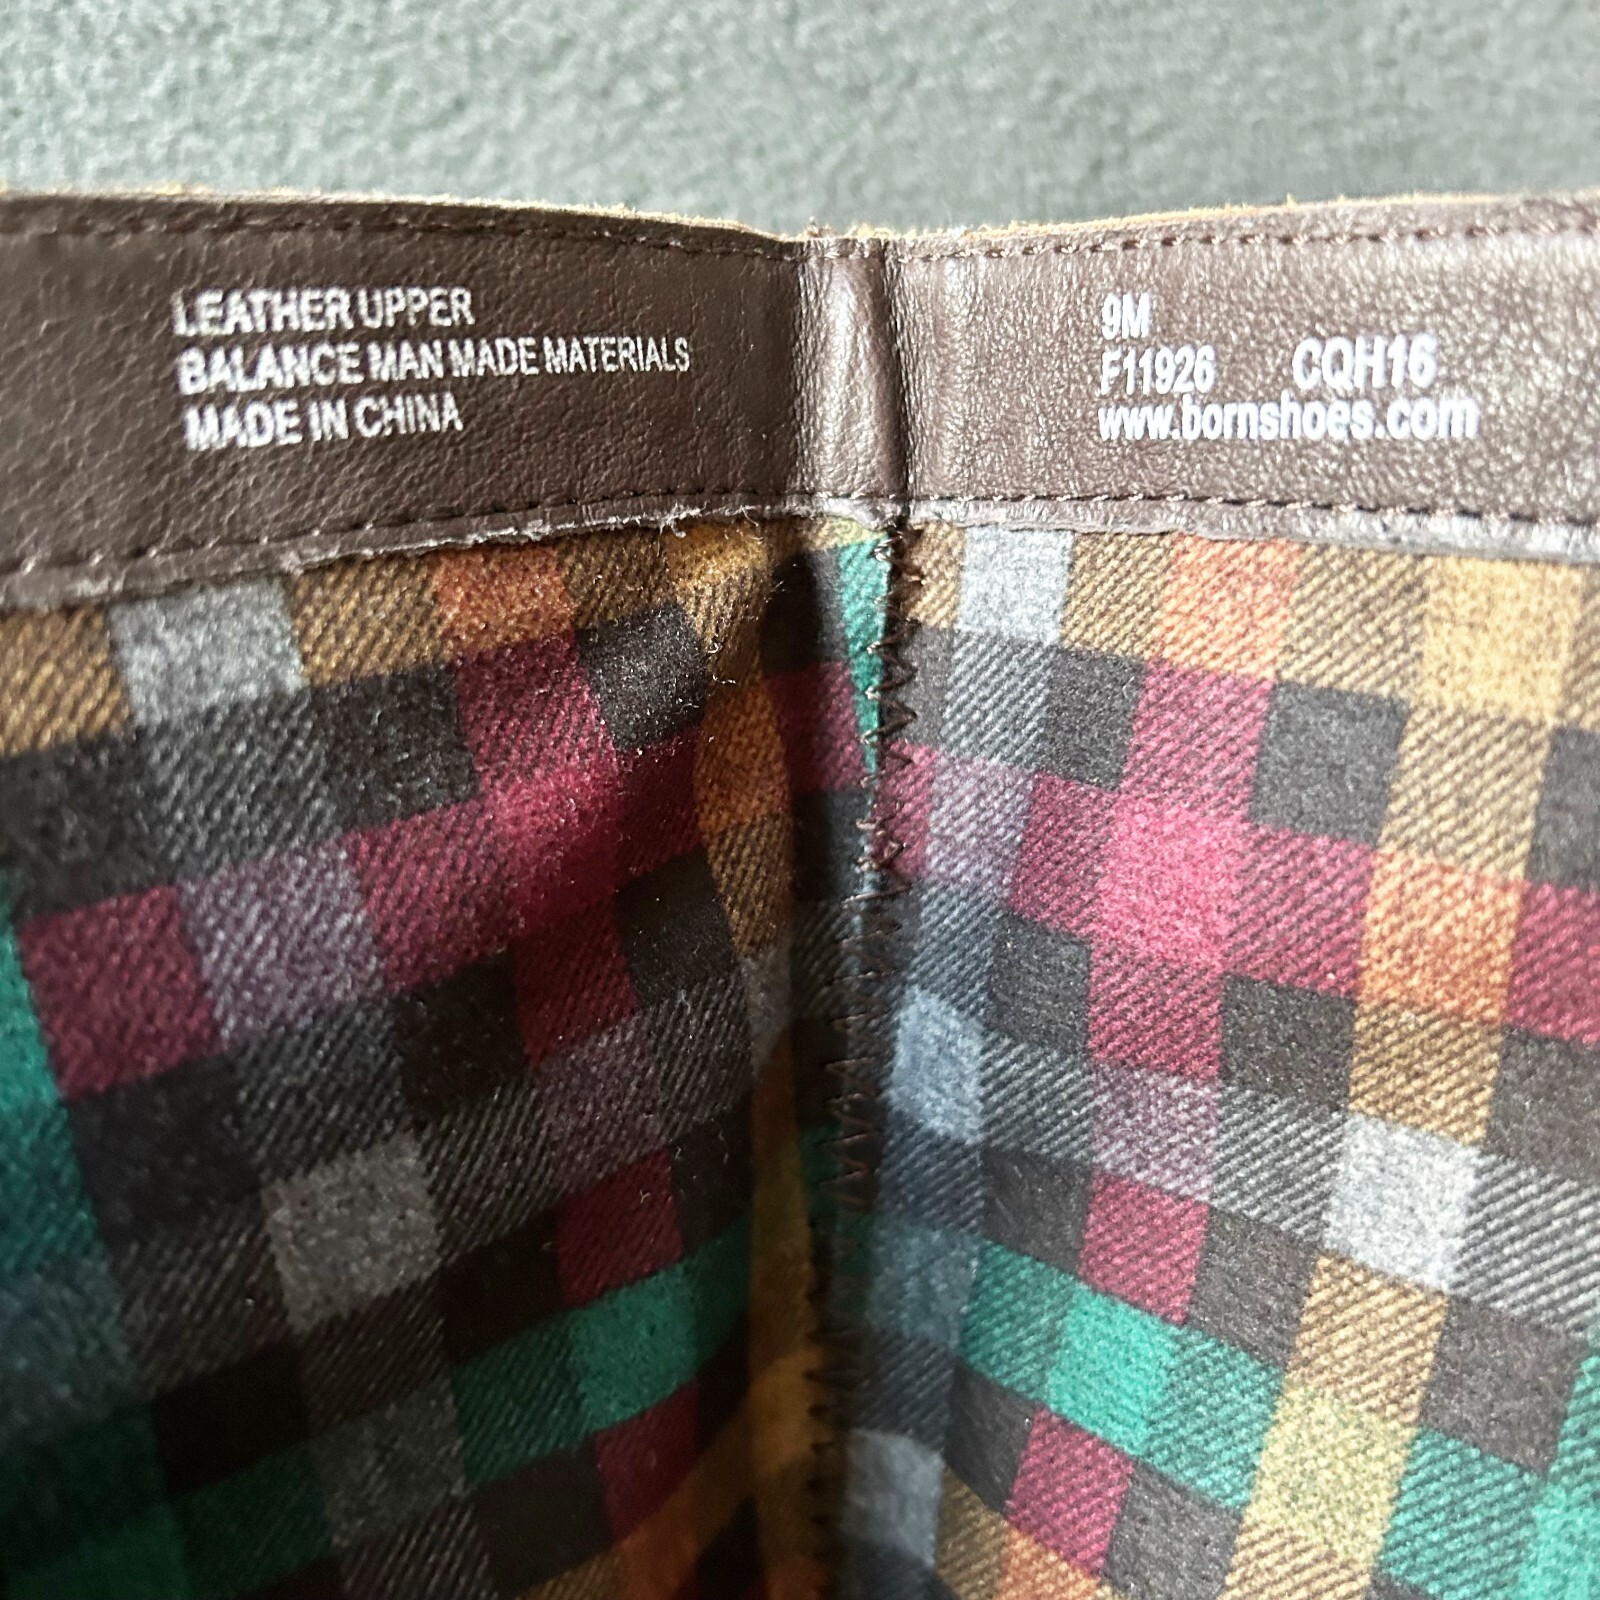 LEATHER UPPER
BALANCE MAN MADE MATERIALS
MADE IN CHINA
9M
F11926 CQH16
www.bornshoes.com